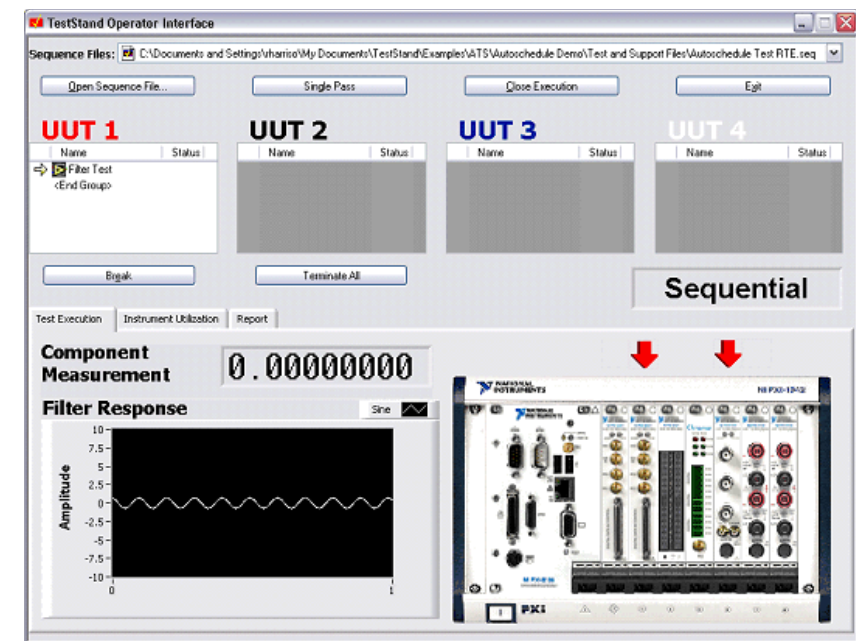 TestStand Operator Interface
Sequence Files: C:\Documents and Settings\rharriso\My Documents\TestStand\Examples\ATS\Autoschedule Demo\Test and Support Files\Autoschedule Test RTE.seq
Open Sequence File... Single Pass Close Execution Exit
UUT 1 UUT 2 UUT 3 UUT 4
Name Status Name Status Name Status Name Status
Filter Test
<End Group>
Break Terminate All
Sequential
Test Execution Instrument Utilization Report
Component
Measurement
0.00000000
Filter Response
Sine
10
7.5
5
2.5
0
-2.5
-5
-7.5
-10
Amplitude
0 1
NATIONAL
INSTRUMENTS
NI PXI-1042
Chroma
1 PXI